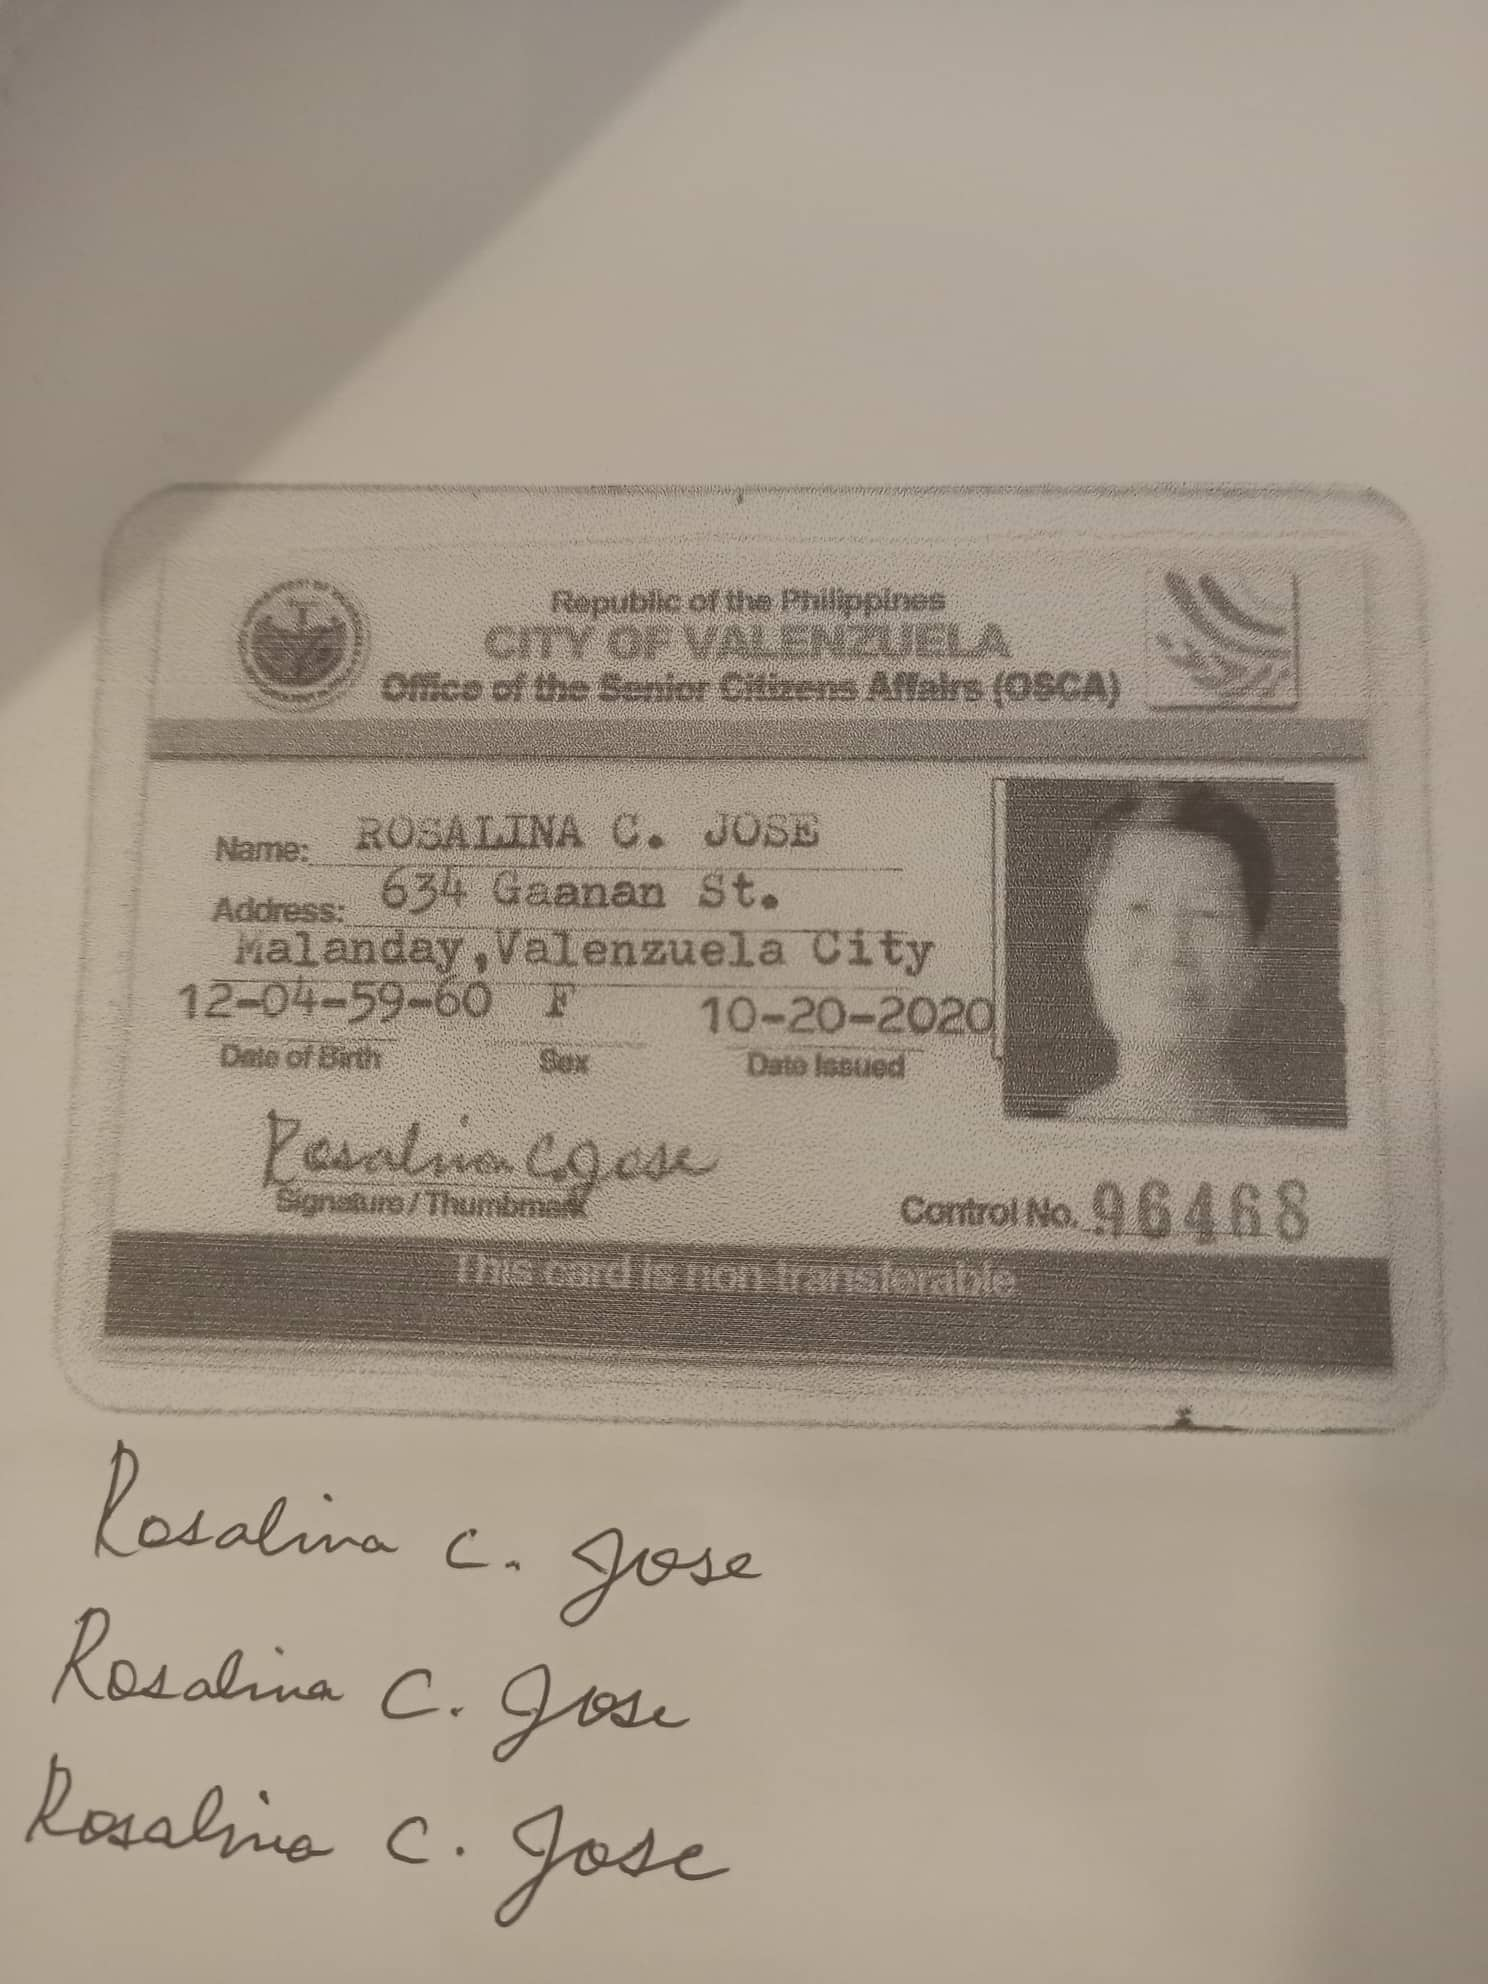 Republic of the Philippines
CITY OF VALENZUELA
Office of the Senior Citizens Affairs (OSCA)
Name: ROSALINA C. JOSE
Address: 634 Gaanan St.
Malanday,Valenzuela City
12-04-59-60 F 10-20-2020
Date of Birth Sex Date Issued
Rosalina C. Jose
Signature/Thumbmark
Control No. 96468
This card is non transferable
Rosalina C. Jose
Rosalina C. Jose
Rosalina C. Jose